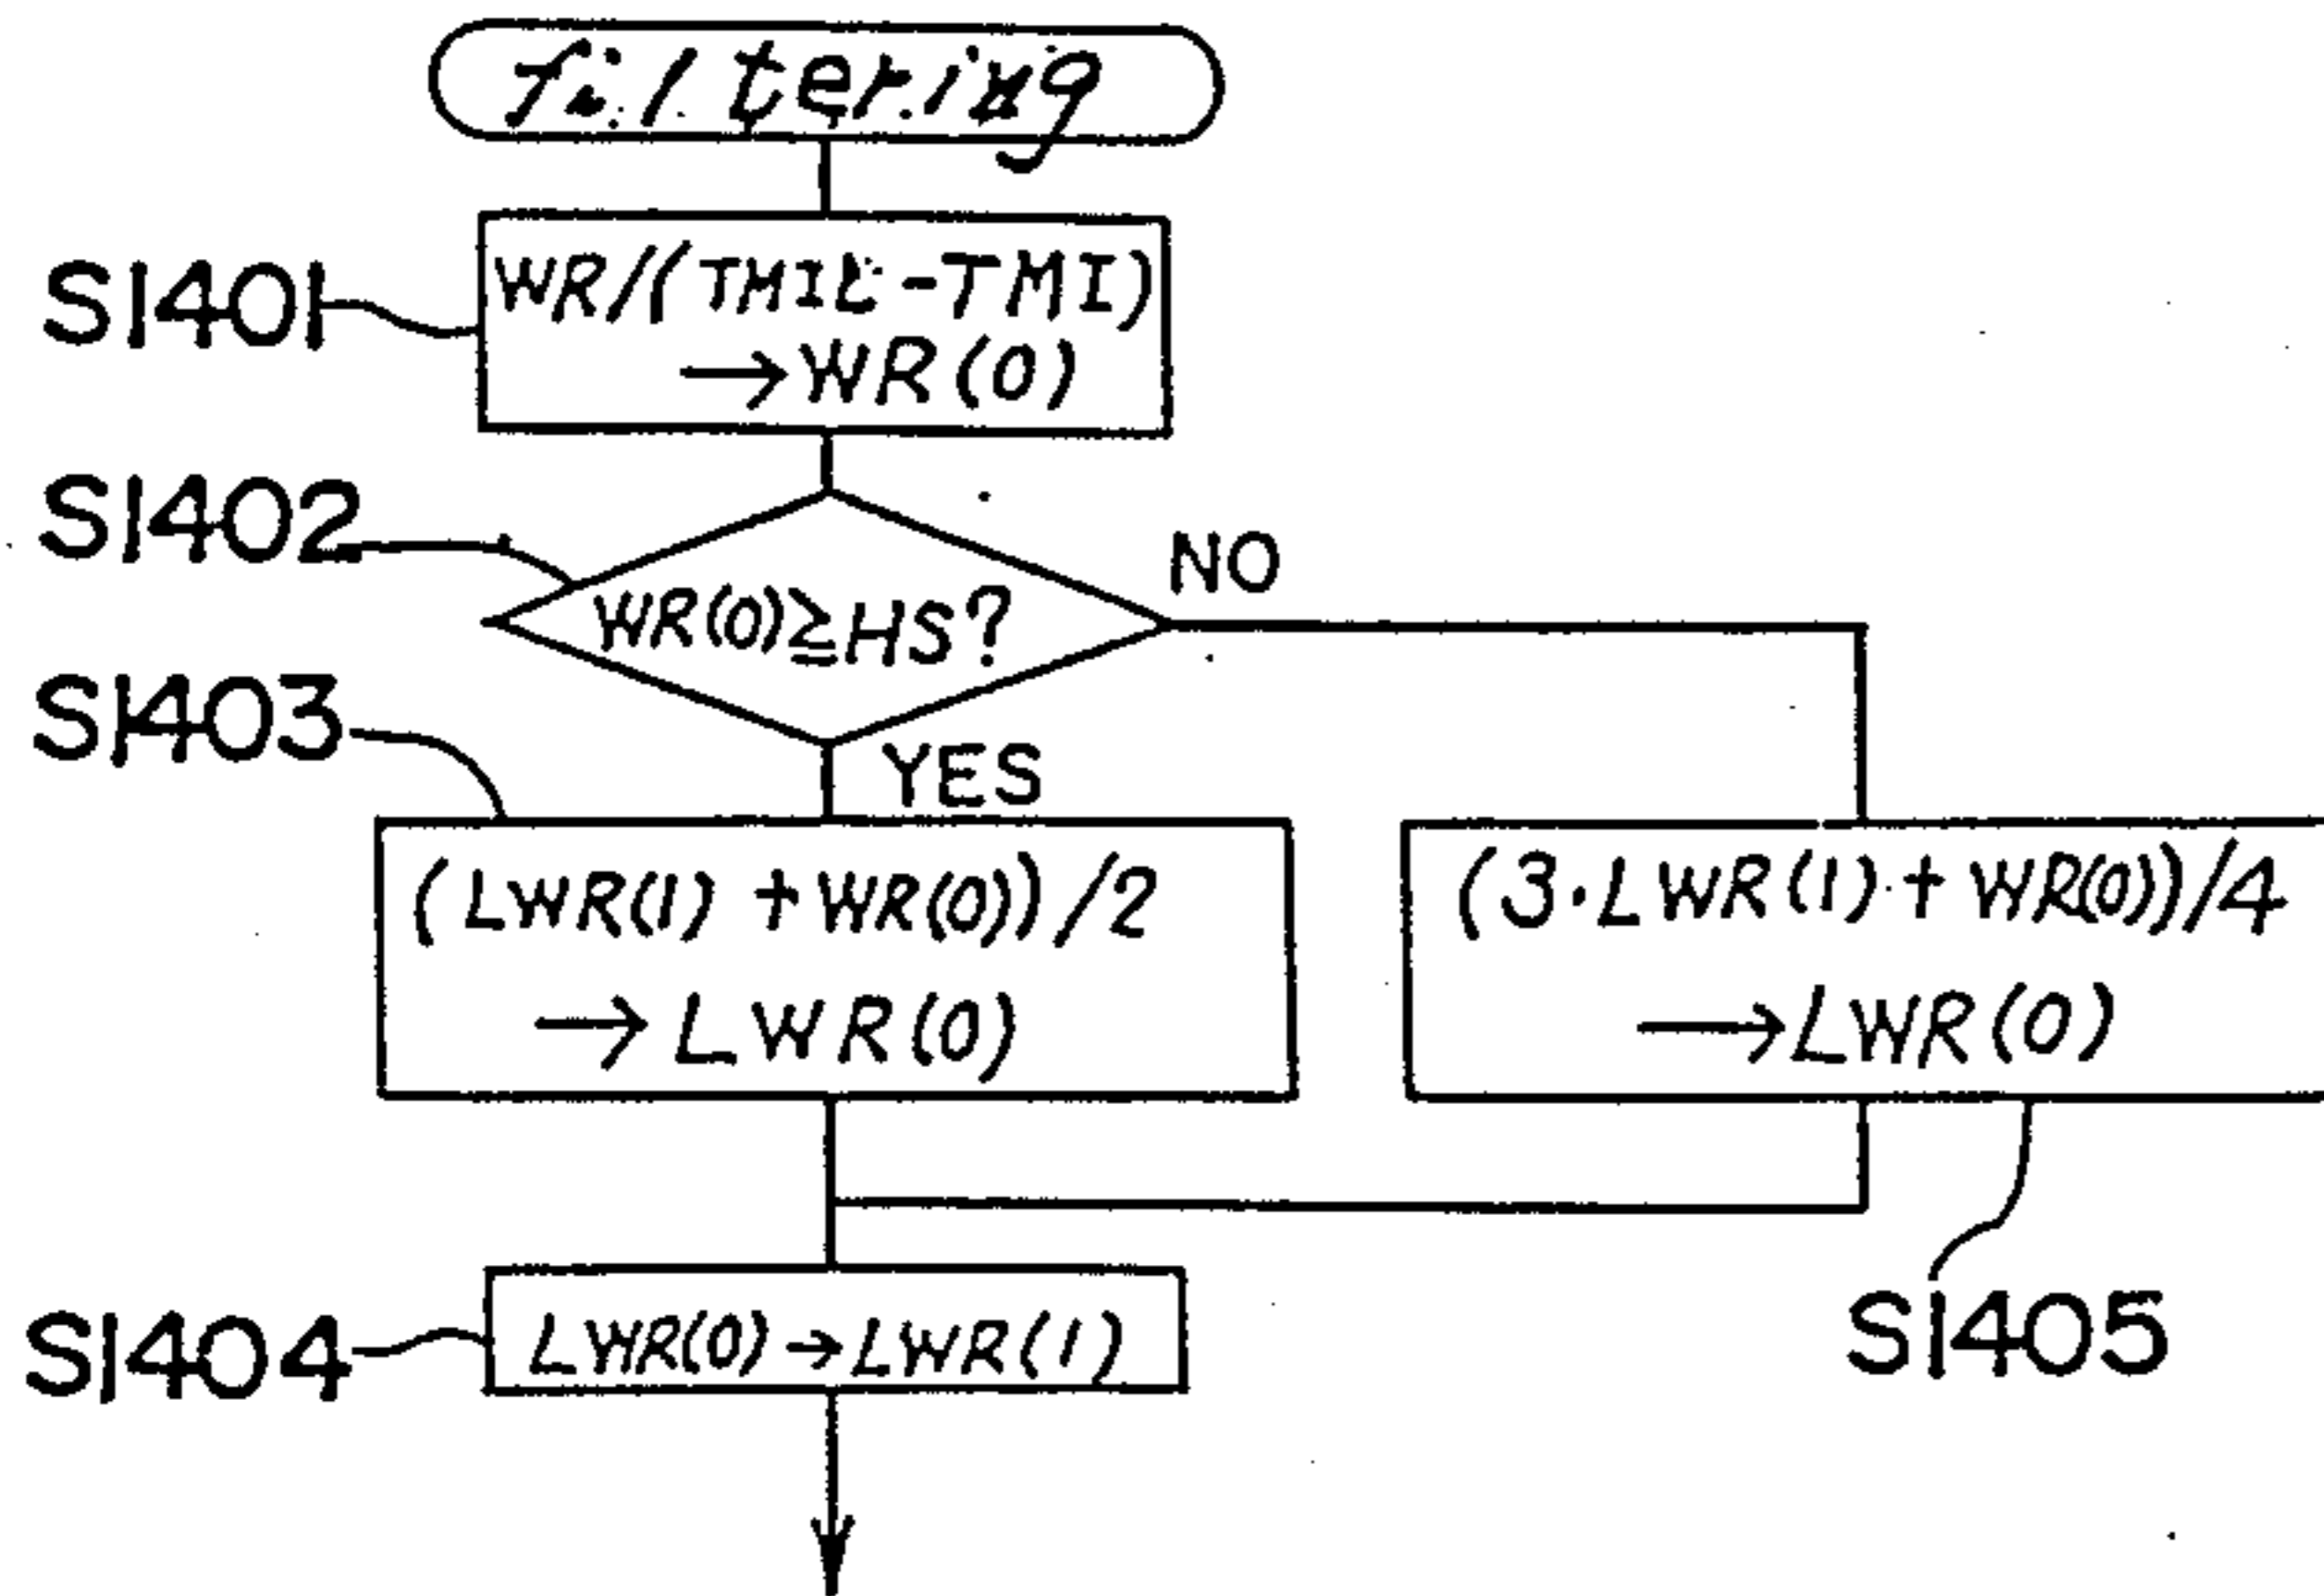 filtering
S1401
WR/(TMIL-TMI)
→WR(0)
S1402
WR(0)≧HS?
NO
S1403
YES
(LWR(1)+WR(0))/2
→LWR(0)
(3·LWR(1)+WR(0))/4
→LWR(0)
S1404
LWR(0)→LWR(1)
S1405